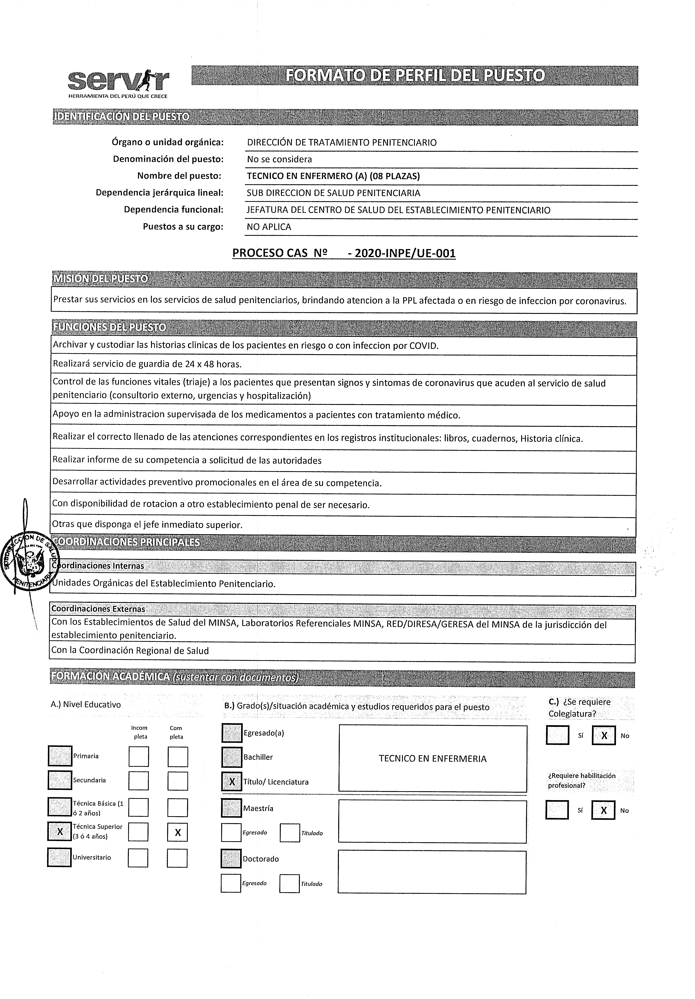 servir
HERRAMIENTA DEL PERÚ QUE CRECE
FORMATO DE PERFIL DEL PUESTO
IDENTIFICACIÓN DEL PUESTO
Órgano o unidad orgánica: DIRECCIÓN DE TRATAMIENTO PENITENCIARIO
Denominación del puesto: No se considera
Nombre del puesto: TECNICO EN ENFERMERO (A) (08 PLAZAS)
Dependencia jerárquica lineal: SUB DIRECCION DE SALUD PENITENCIARIA
Dependencia funcional: JEFATURA DEL CENTRO DE SALUD DEL ESTABLECIMIENTO PENITENCIARIO
Puestos a su cargo: NO APLICA
PROCESO CAS Nº - 2020-INPE/UE-001
MISIÓN DEL PUESTO
Prestar sus servicios en los servicios de salud penitenciarios, brindando atencion a la PPL afectada o en riesgo de infeccion por coronavirus.
FUNCIONES DEL PUESTO
Archivar y custodiar las historias clinicas de los pacientes en riesgo o con infeccion por COVID.
Realizará servicio de guardia de 24 x 48 horas.
Control de las funciones vitales (triaje) a los pacientes que presentan signos y sintomas de coronavirus que acuden al servicio de salud
penitenciario (consultorio externo, urgencias y hospitalización)
Apoyo en la administracion supervisada de los medicamentos a pacientes con tratamiento médico.
Realizar el correcto llenado de las atenciones correspondientes en los registros institucionales: libros, cuadernos, Historia clínica.
Realizar informe de su competencia a solicitud de las autoridades
Desarrollar actividades preventivo promocionales en el área de su competencia.
Con disponibilidad de rotacion a otro establecimiento penal de ser necesario.
Otras que disponga el jefe inmediato superior.
SUBDIRECCION DE SALUD
PENITENCIARIA
COORDINACIONES PRINCIPALES
Coordinaciones Internas
Unidades Orgánicas del Establecimiento Penitenciario.
Coordinaciones Externas
Con los Establecimientos de Salud del MINSA, Laboratorios Referenciales MINSA, RED/DIRESA/GERESA del MINSA de la jurisdicción del
establecimiento penitenciario.
Con la Coordinación Regional de Salud
FORMACIÓN ACADÉMICA (sustentar con documentos)
A.) Nivel Educativo
Incom
pleta
Com
pleta
Primaria
Secundaria
Técnica Básica (1
ó 2 años)
X Técnica Superior
(3 ó 4 años) X
Universitario
B.) Grado(s)/situación académica y estudios requeridos para el puesto
Egresado(a)
Bachiller
X Título/ Licenciatura
TECNICO EN ENFERMERIA
Maestría
Egresado Titulado
Doctorado
Egresado Titulado
C.) ¿Se requiere
Colegiatura?
Sí X No
¿Requiere habilitación
profesional?
Sí X No